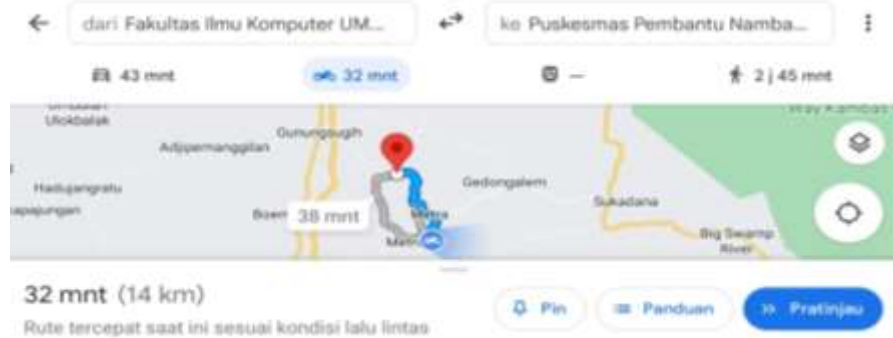 dari Fakultas Ilmu Komputer UM...
ke Puskesmas Pembantu Namba...
43 mnt
32 mnt
—
2 j 45 mnt
Way Kambas
Ulokbalak
Gunungsugih
Adjipemanggilan
Hadujangratu
Gedongalem
Sukadana
38 mnt
Metro
Big Swamp
River
32 mnt (14 km)
Rute tercepat saat ini sesuai kondisi lalu lintas
Pin
Panduan
Pratinjau